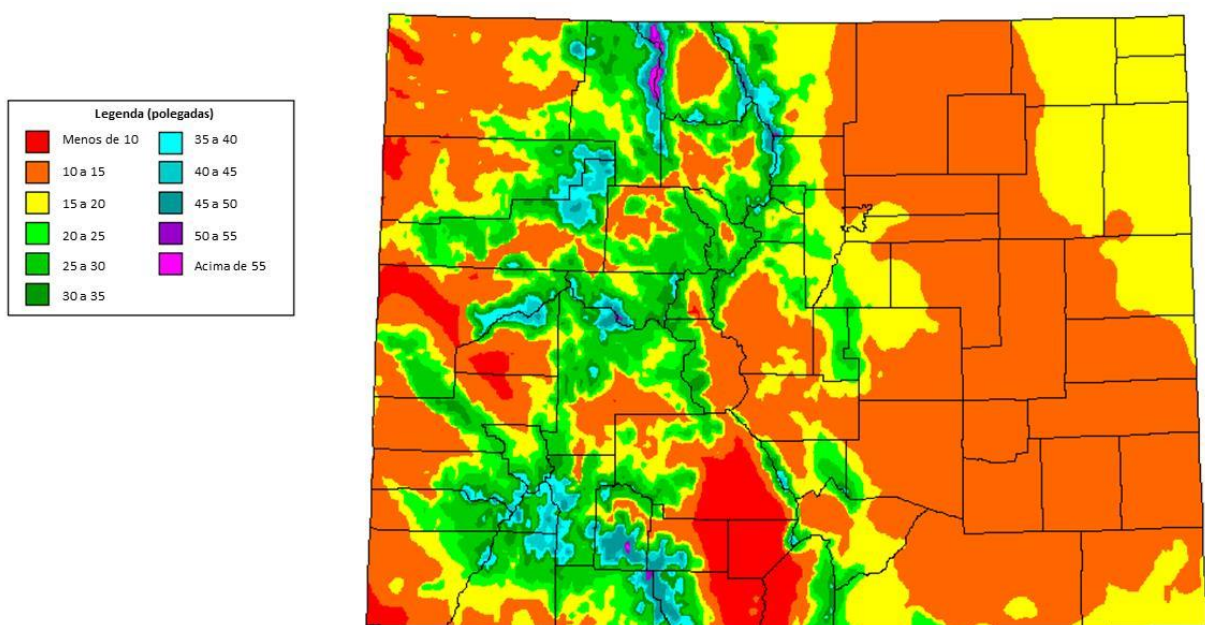 Legenda (polegadas)
Menos de 10
10 a 15
15 a 20
20 a 25
25 a 30
30 a 35
35 a 40
40 a 45
45 a 50
50 a 55
Acima de 55